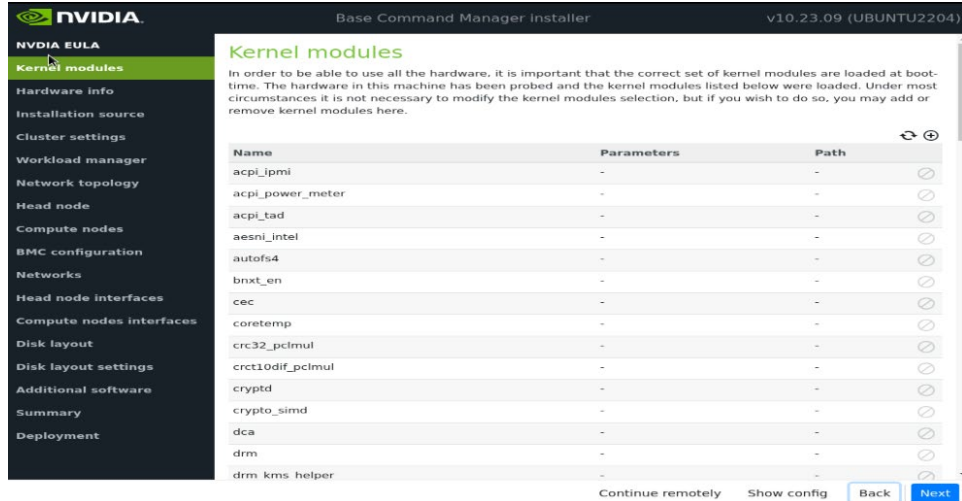 NVIDIA.
Base Command Manager installer
v10.23.09 (UBUNTU2204)
NVDIA EULA
Kernel modules
Hardware info
Installation source
Cluster settings
Workload manager
Network topology
Head node
Compute nodes
BMC configuration
Networks
Head node interfaces
Compute nodes interfaces
Disk layout
Disk layout settings
Additional software
Summary
Deployment
Kernel modules
In order to be able to use all the hardware, it is important that the correct set of kernel modules are loaded at boot-
time. The hardware in this machine has been probed and the kernel modules listed below were loaded. Under most
circumstances it is not necessary to modify the kernel modules selection, but if you wish to do so, you may add or
remove kernel modules here.
Name Parameters Path
acpi_ipmi - -
acpi_power_meter - -
acpi_tad - -
aesni_intel - -
autofs4 - -
bnxt_en - -
cec - -
coretemp - -
crc32_pclmul - -
crct10dif_pclmul - -
cryptd - -
crypto_simd - -
dca - -
drm - -
drm_kms_helper - -
Continue remotely Show config Back Next